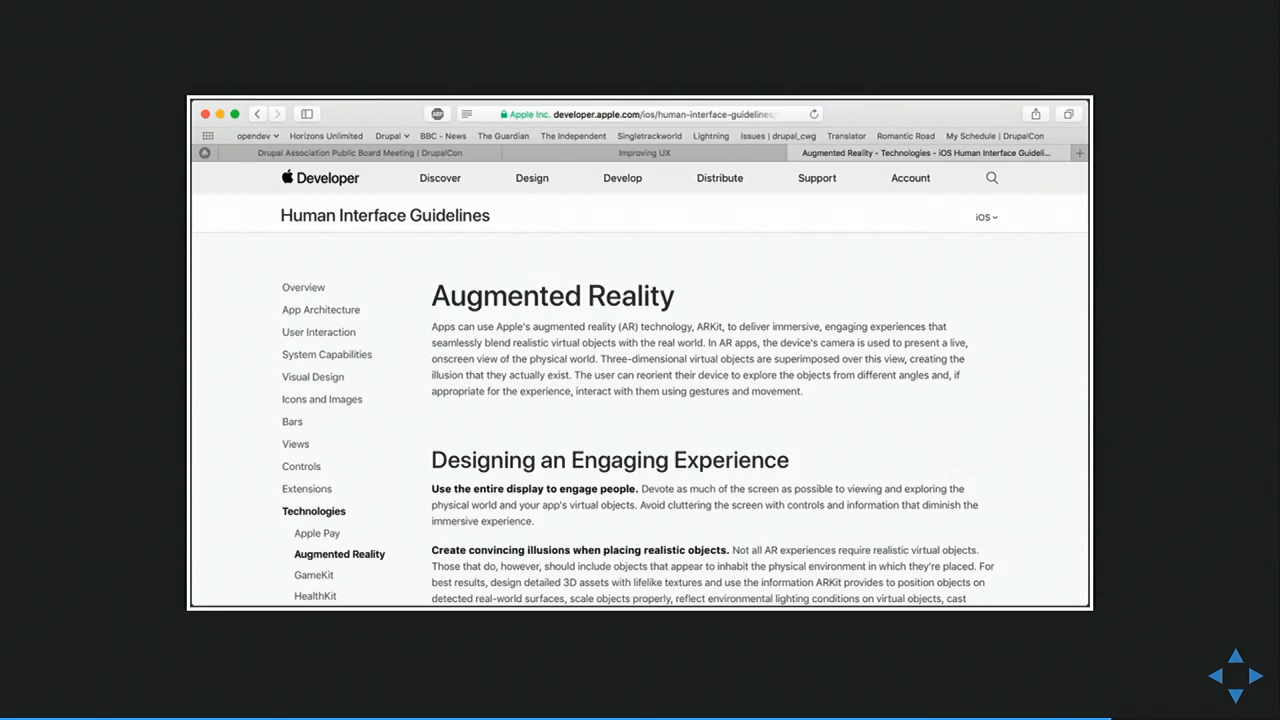 ABP
Apple Inc. developer.apple.com/ios/human-interface-guidelines/
opendev Horizons Unlimited Drupal BBC - News The Guardian The Independent Singletrackworld Lightning Issues | drupal_cwg Translator Romantic Road My Schedule | DrupalCon
Drupal Association Public Board Meeting | DrupalCon Improving UX Augmented Reality - Technologies - iOS Human Interface Guideli...
Developer Discover Design Develop Distribute Support Account
Human Interface Guidelines iOS
Overview
App Architecture
User Interaction
System Capabilities
Visual Design
Icons and Images
Bars
Views
Controls
Extensions
Technologies
Apple Pay
Augmented Reality
GameKit
HealthKit
Augmented Reality
Apps can use Apple's augmented reality (AR) technology, ARKit, to deliver immersive, engaging experiences that
seamlessly blend realistic virtual objects with the real world. In AR apps, the device's camera is used to present a live,
onscreen view of the physical world. Three-dimensional virtual objects are superimposed over this view, creating the
illusion that they actually exist. The user can reorient their device to explore the objects from different angles and, if
appropriate for the experience, interact with them using gestures and movement.
Designing an Engaging Experience
Use the entire display to engage people. Devote as much of the screen as possible to viewing and exploring the
physical world and your app's virtual objects. Avoid cluttering the screen with controls and information that diminish the
immersive experience.
Create convincing illusions when placing realistic objects. Not all AR experiences require realistic virtual objects.
Those that do, however, should include objects that appear to inhabit the physical environment in which they're placed. For
best results, design detailed 3D assets with lifelike textures and use the information ARKit provides to position objects on
detected real-world surfaces, scale objects properly, reflect environmental lighting conditions on virtual objects, cast